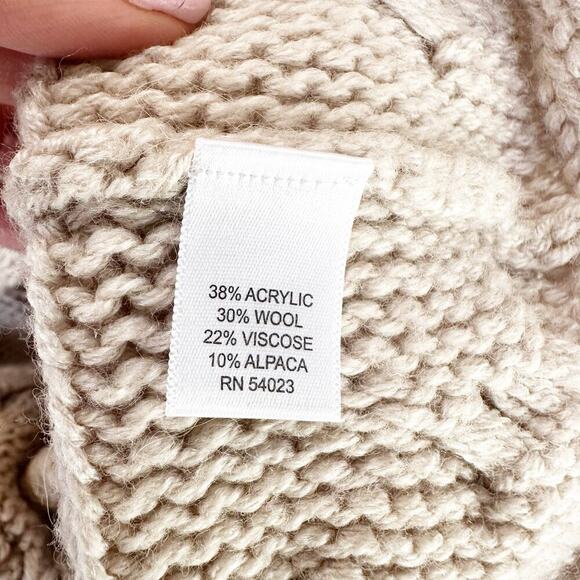 38% ACRYLIC
30% WOOL
22% VISCOSE
10% ALPACA
RN 54023